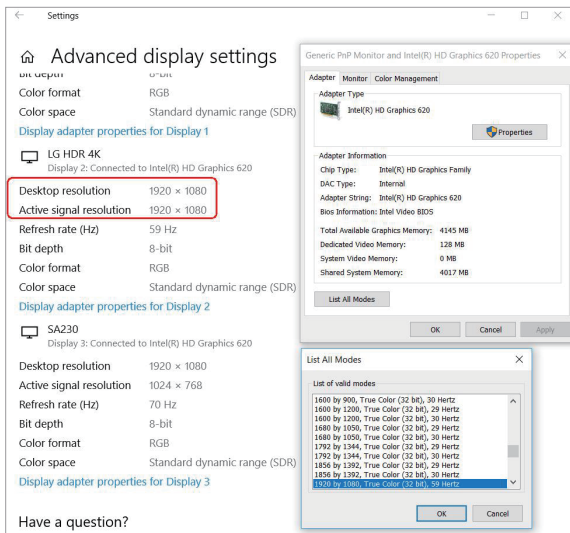 Settings
Advanced display settings
Bit depth 8-bit
Color format RGB
Color space Standard dynamic range (SDR)
Display adapter properties for Display 1
LG HDR 4K
Display 2: Connected to Intel(R) HD Graphics 620
Desktop resolution 1920 × 1080
Active signal resolution 1920 × 1080
Refresh rate (Hz) 59 Hz
Bit depth 8-bit
Color format RGB
Color space Standard dynamic range (SDR)
Display adapter properties for Display 2
SA230
Display 3: Connected to Intel(R) HD Graphics 620
Desktop resolution 1920 × 1080
Active signal resolution 1024 × 768
Refresh rate (Hz) 70 Hz
Bit depth 8-bit
Color format RGB
Color space Standard dynamic range (SDR)
Display adapter properties for Display 3
Have a question?
Generic PnP Monitor and Intel(R) HD Graphics 620 Properties
Adapter Monitor Color Management
Adapter Type
Intel(R) HD Graphics 620
Properties
Adapter Information
Chip Type: Intel(R) HD Graphics Family
DAC Type: Internal
Adapter String: Intel(R) HD Graphics 620
Bios Information: Intel Video BIOS
Total Available Graphics Memory: 4145 MB
Dedicated Video Memory: 128 MB
System Video Memory: 0 MB
Shared System Memory: 4017 MB
List All Modes
OK Cancel Apply
List All Modes
List of valid modes
1600 by 900, True Color (32 bit), 30 Hertz
1600 by 1200, True Color (32 bit), 29 Hertz
1600 by 1200, True Color (32 bit), 30 Hertz
1680 by 1050, True Color (32 bit), 29 Hertz
1680 by 1050, True Color (32 bit), 30 Hertz
1792 by 1344, True Color (32 bit), 29 Hertz
1792 by 1344, True Color (32 bit), 30 Hertz
1856 by 1392, True Color (32 bit), 29 Hertz
1856 by 1392, True Color (32 bit), 30 Hertz
1920 by 1080, True Color (32 bit), 59 Hertz
OK Cancel